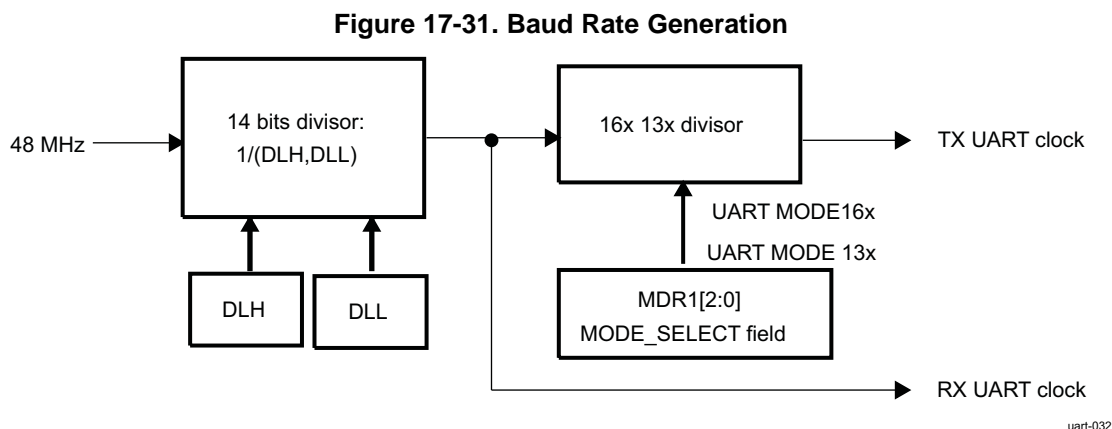 Figure 17-31. Baud Rate Generation
48 MHz
14 bits divisor:
1/(DLH,DLL)
16x 13x divisor
TX UART clock
UART MODE16x
UART MODE 13x
DLH
DLL
MDR1[2:0]
MODE_SELECT field
RX UART clock
uart-032